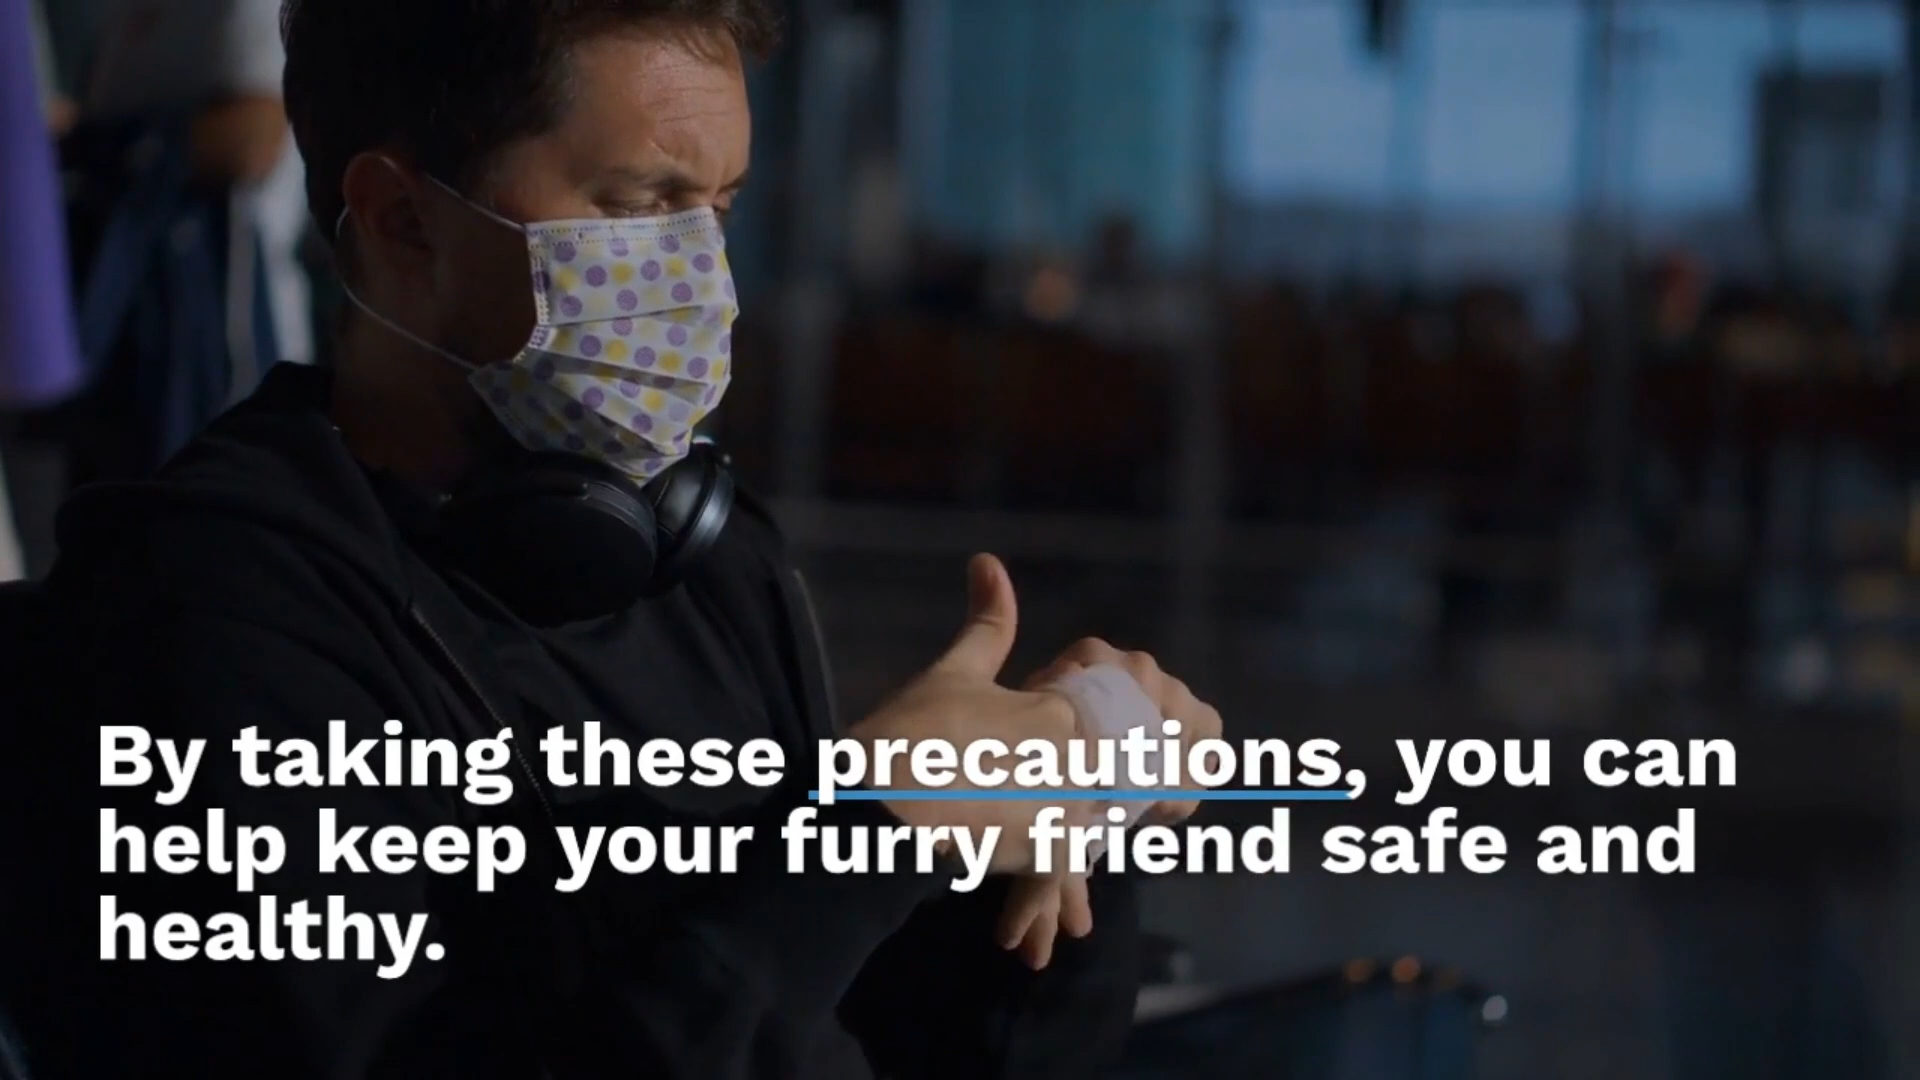 By taking these precautions, you can
help keep your furry friend safe and
healthy.